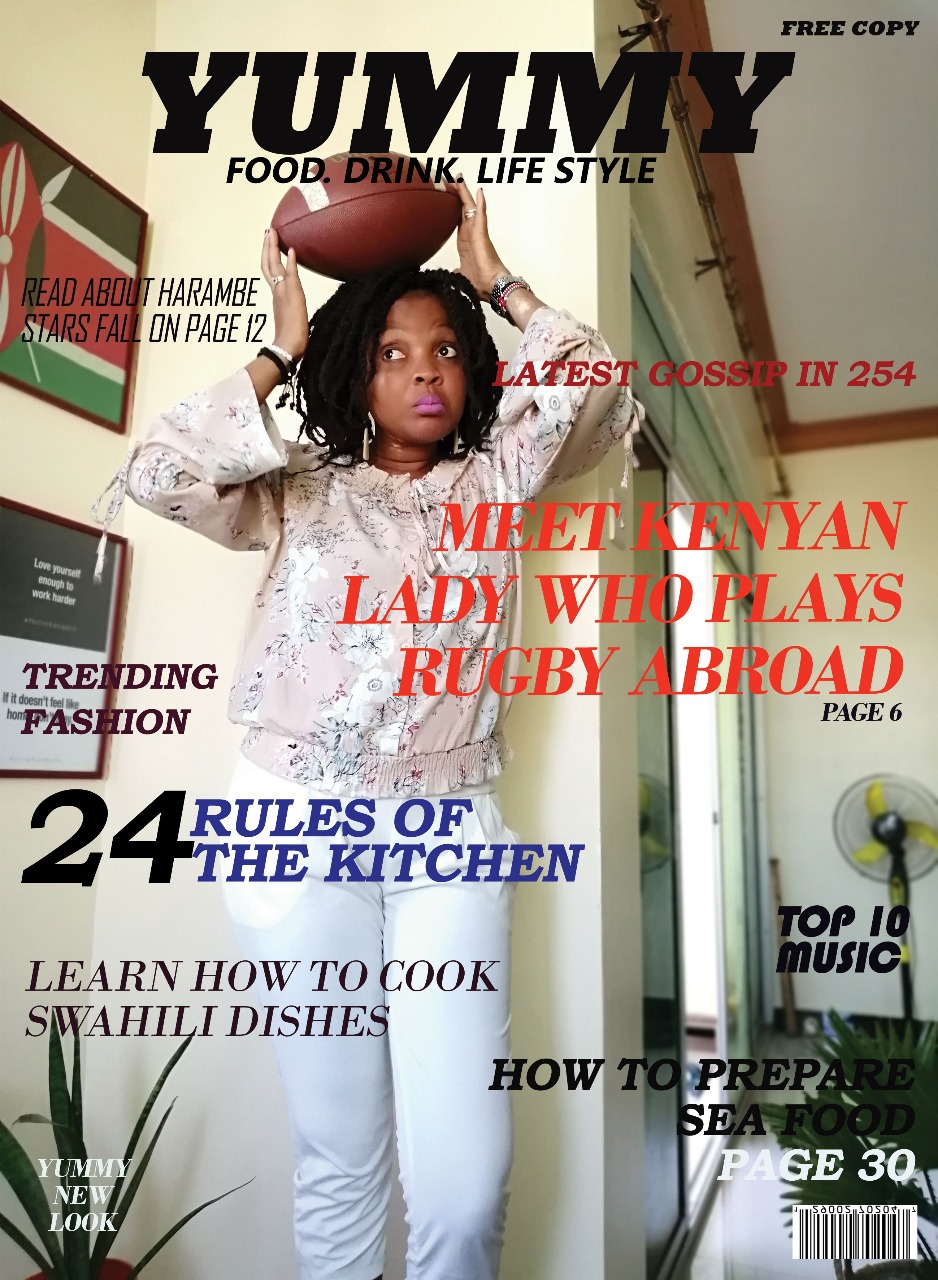 FREE COPY
YUMMY
FOOD. DRINK. LIFE STYLE
READ ABOUT HARAMBE
STARS FALL ON PAGE 12
LATEST GOSSIP IN 254
MEET KENYAN
LADY WHO PLAYS
RUGBY ABROAD
PAGE 6
Love yourself
enough to
work harder
TRENDING
FASHION
If it doesn't feel like
24 RULES OF
THE KITCHEN
TOP 10
MUSIC
LEARN HOW TO COOK
SWAHILI DISHES
HOW TO PREPARE
SEA FOOD
PAGE 30
YUMMY
NEW
LOOK